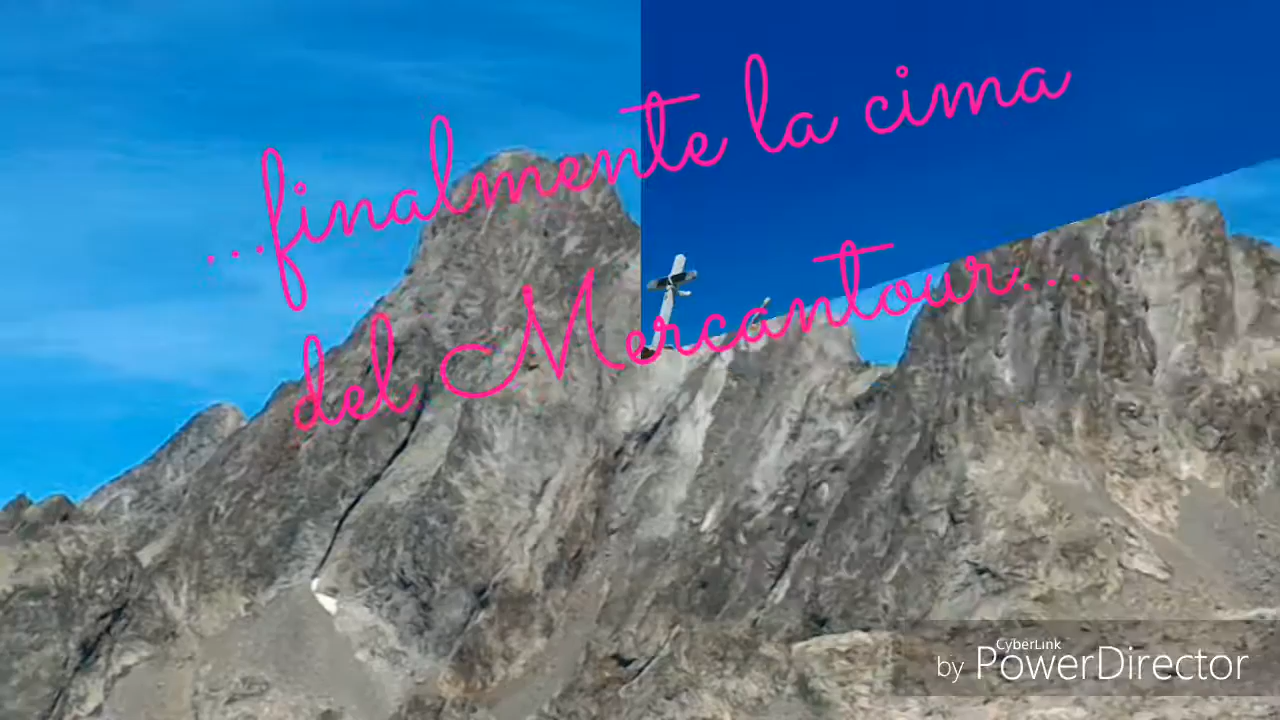 ...finalmente la cima
del Mercantour...
CyberLink
by PowerDirector